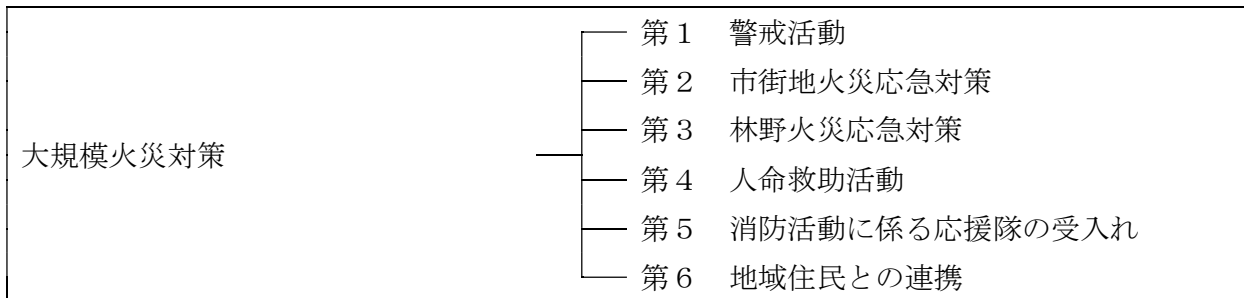 大規模火災対策
第１　警戒活動
第２　市街地火災応急対策
第３　林野火災応急対策
第４　人命救助活動
第５　消防活動に係る応援隊の受入れ
第６　地域住民との連携